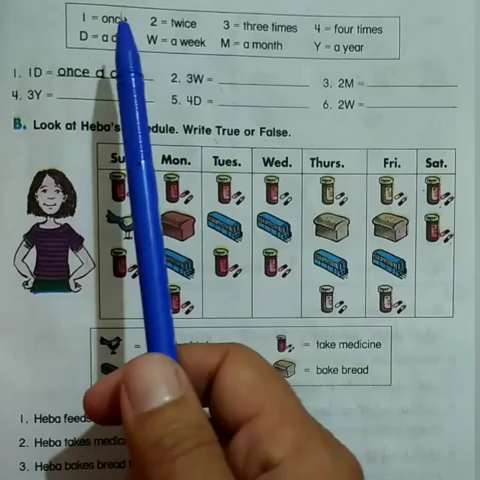 1 = once 2 = twice 3 = three times 4 = four times
D = a W = a week M = a month Y = a year
1. 1D = once a 2. 3W = 3. 2M =
4. 3Y = 5. 4D = 6. 2W =
B. Look at Heba's schedule. Write True or False.
Mon. Tues. Wed. Thurs. Fri. Sat.
= = take medicine
= = bake bread
1. Heba feeds
2. Heba takes
3. Heba bakes bread